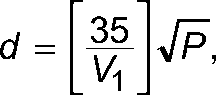 d = [35/V₁]√P,